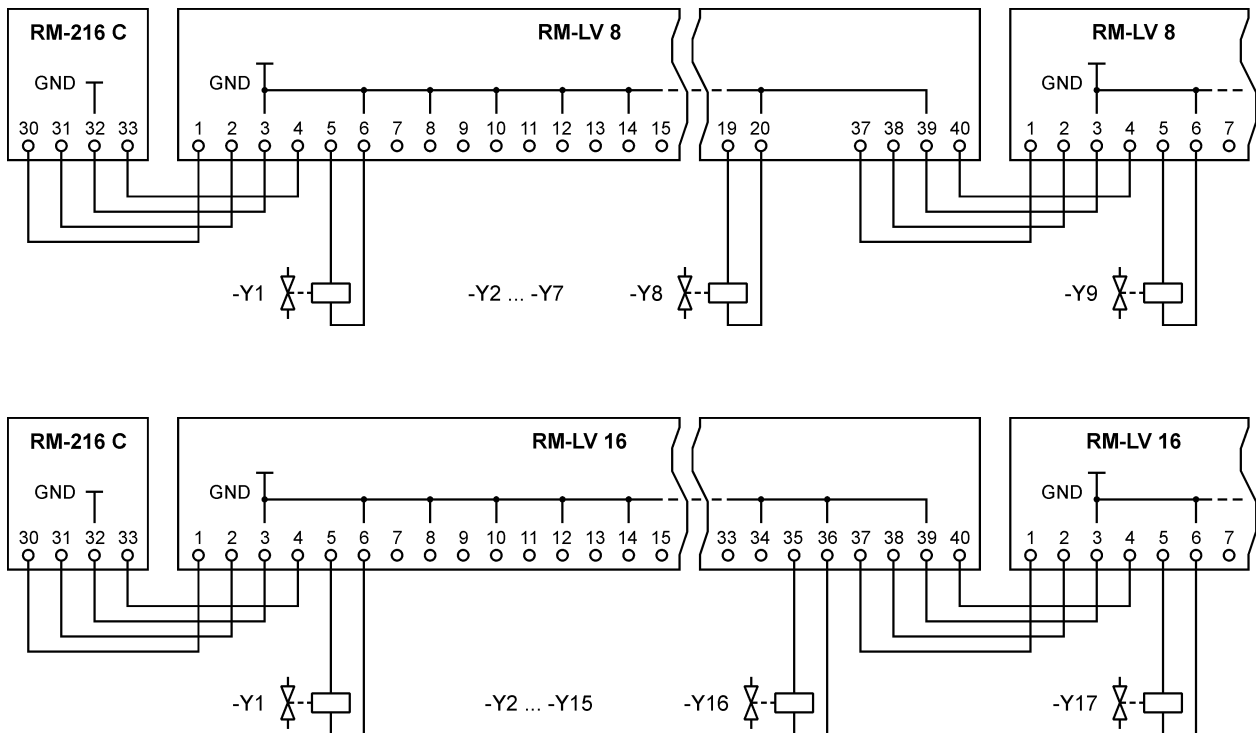 RM-216 C RM-LV 8 RM-LV 8
GND GND GND
30 31 32 33 1 2 3 4 5 6 7 8 9 10 11 12 13 14 15 19 20 37 38 39 40 1 2 3 4 5 6 7
-Y1 -Y2 ... -Y7 -Y8 -Y9
RM-216 C RM-LV 16 RM-LV 16
GND GND GND
30 31 32 33 1 2 3 4 5 6 7 8 9 10 11 12 13 14 15 33 34 35 36 37 38 39 40 1 2 3 4 5 6 7
-Y1 -Y2 ... -Y15 -Y16 -Y17